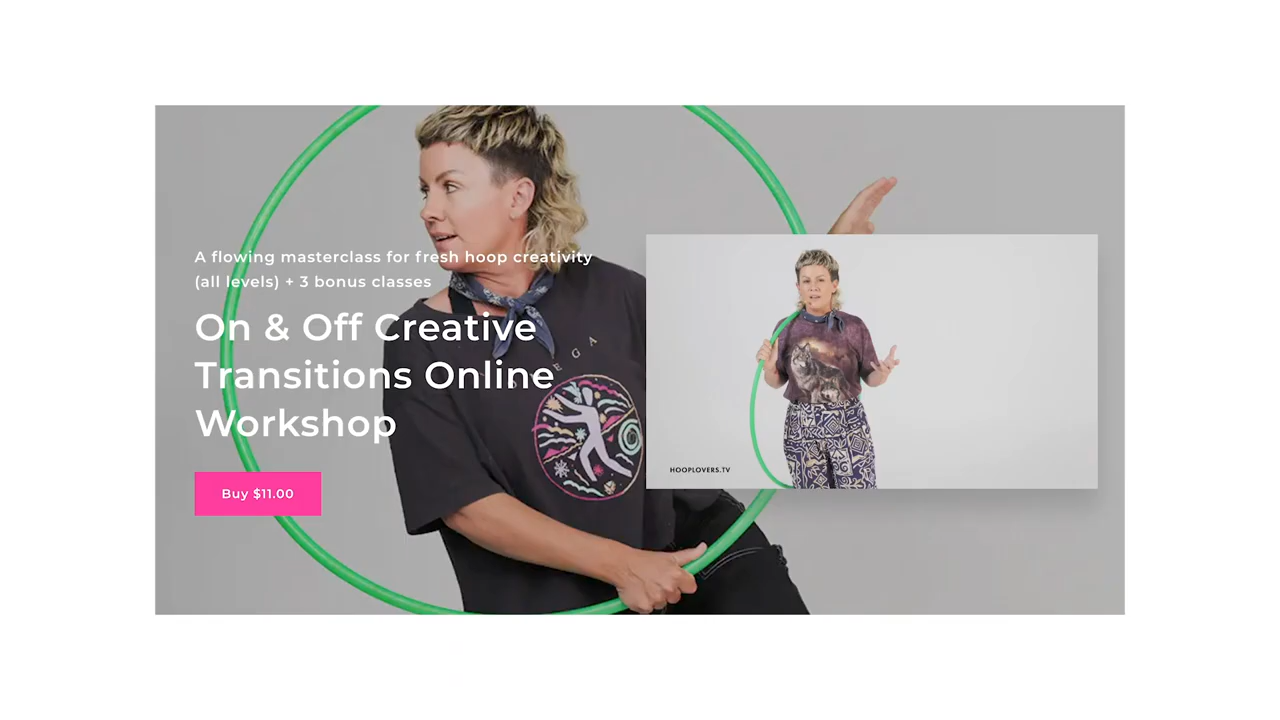 A flowing masterclass for fresh hoop creativity
(all levels) + 3 bonus classes
On & Off Creative
Transitions Online
Workshop
Buy $11.00
HOOPLOVERS.TV